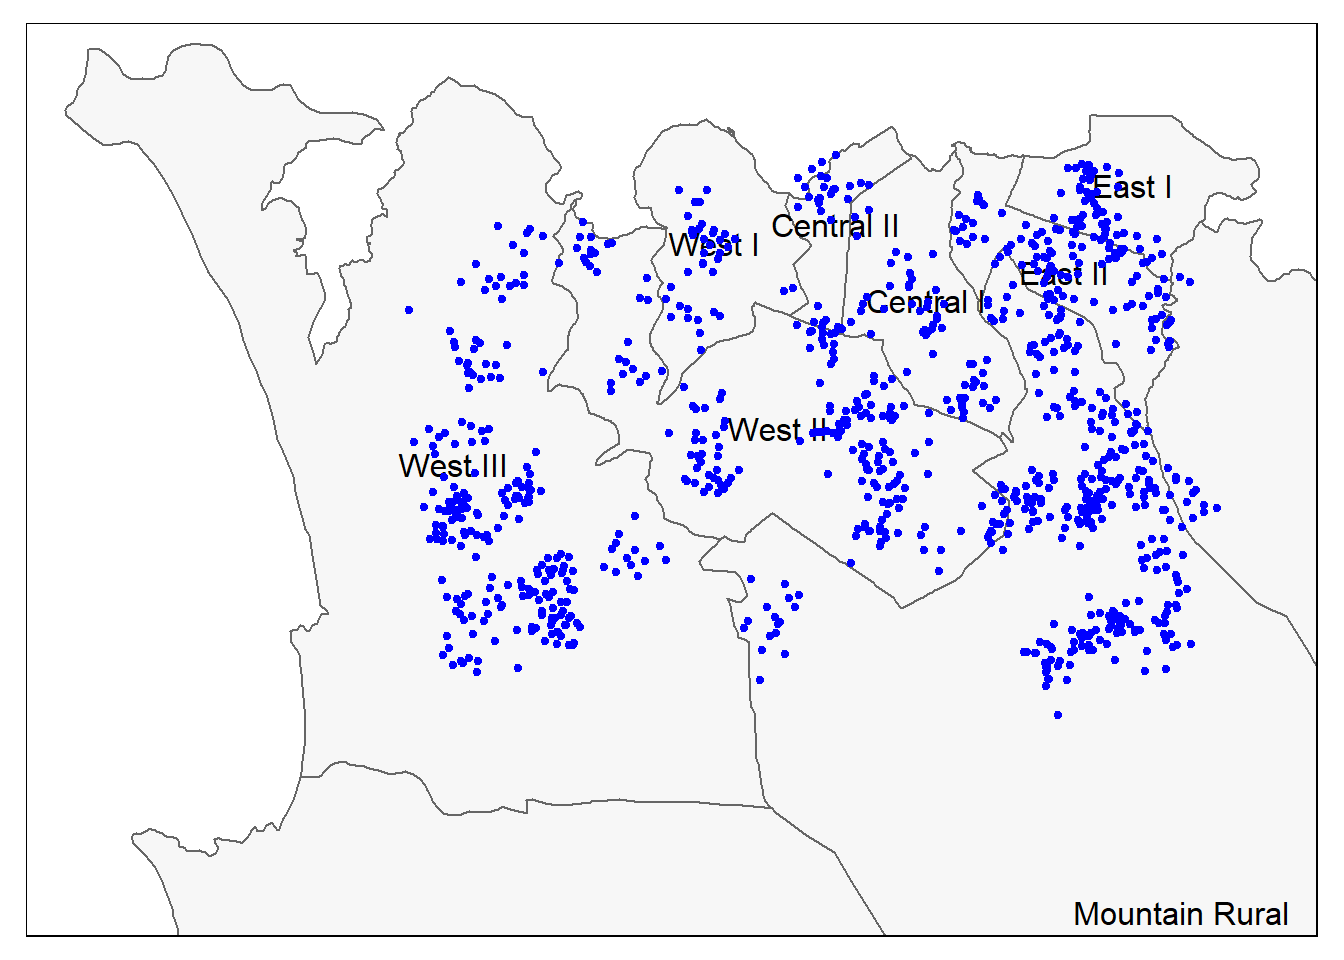 East I
Central II
West I
East II
Central I
West II
West III
Mountain Rural